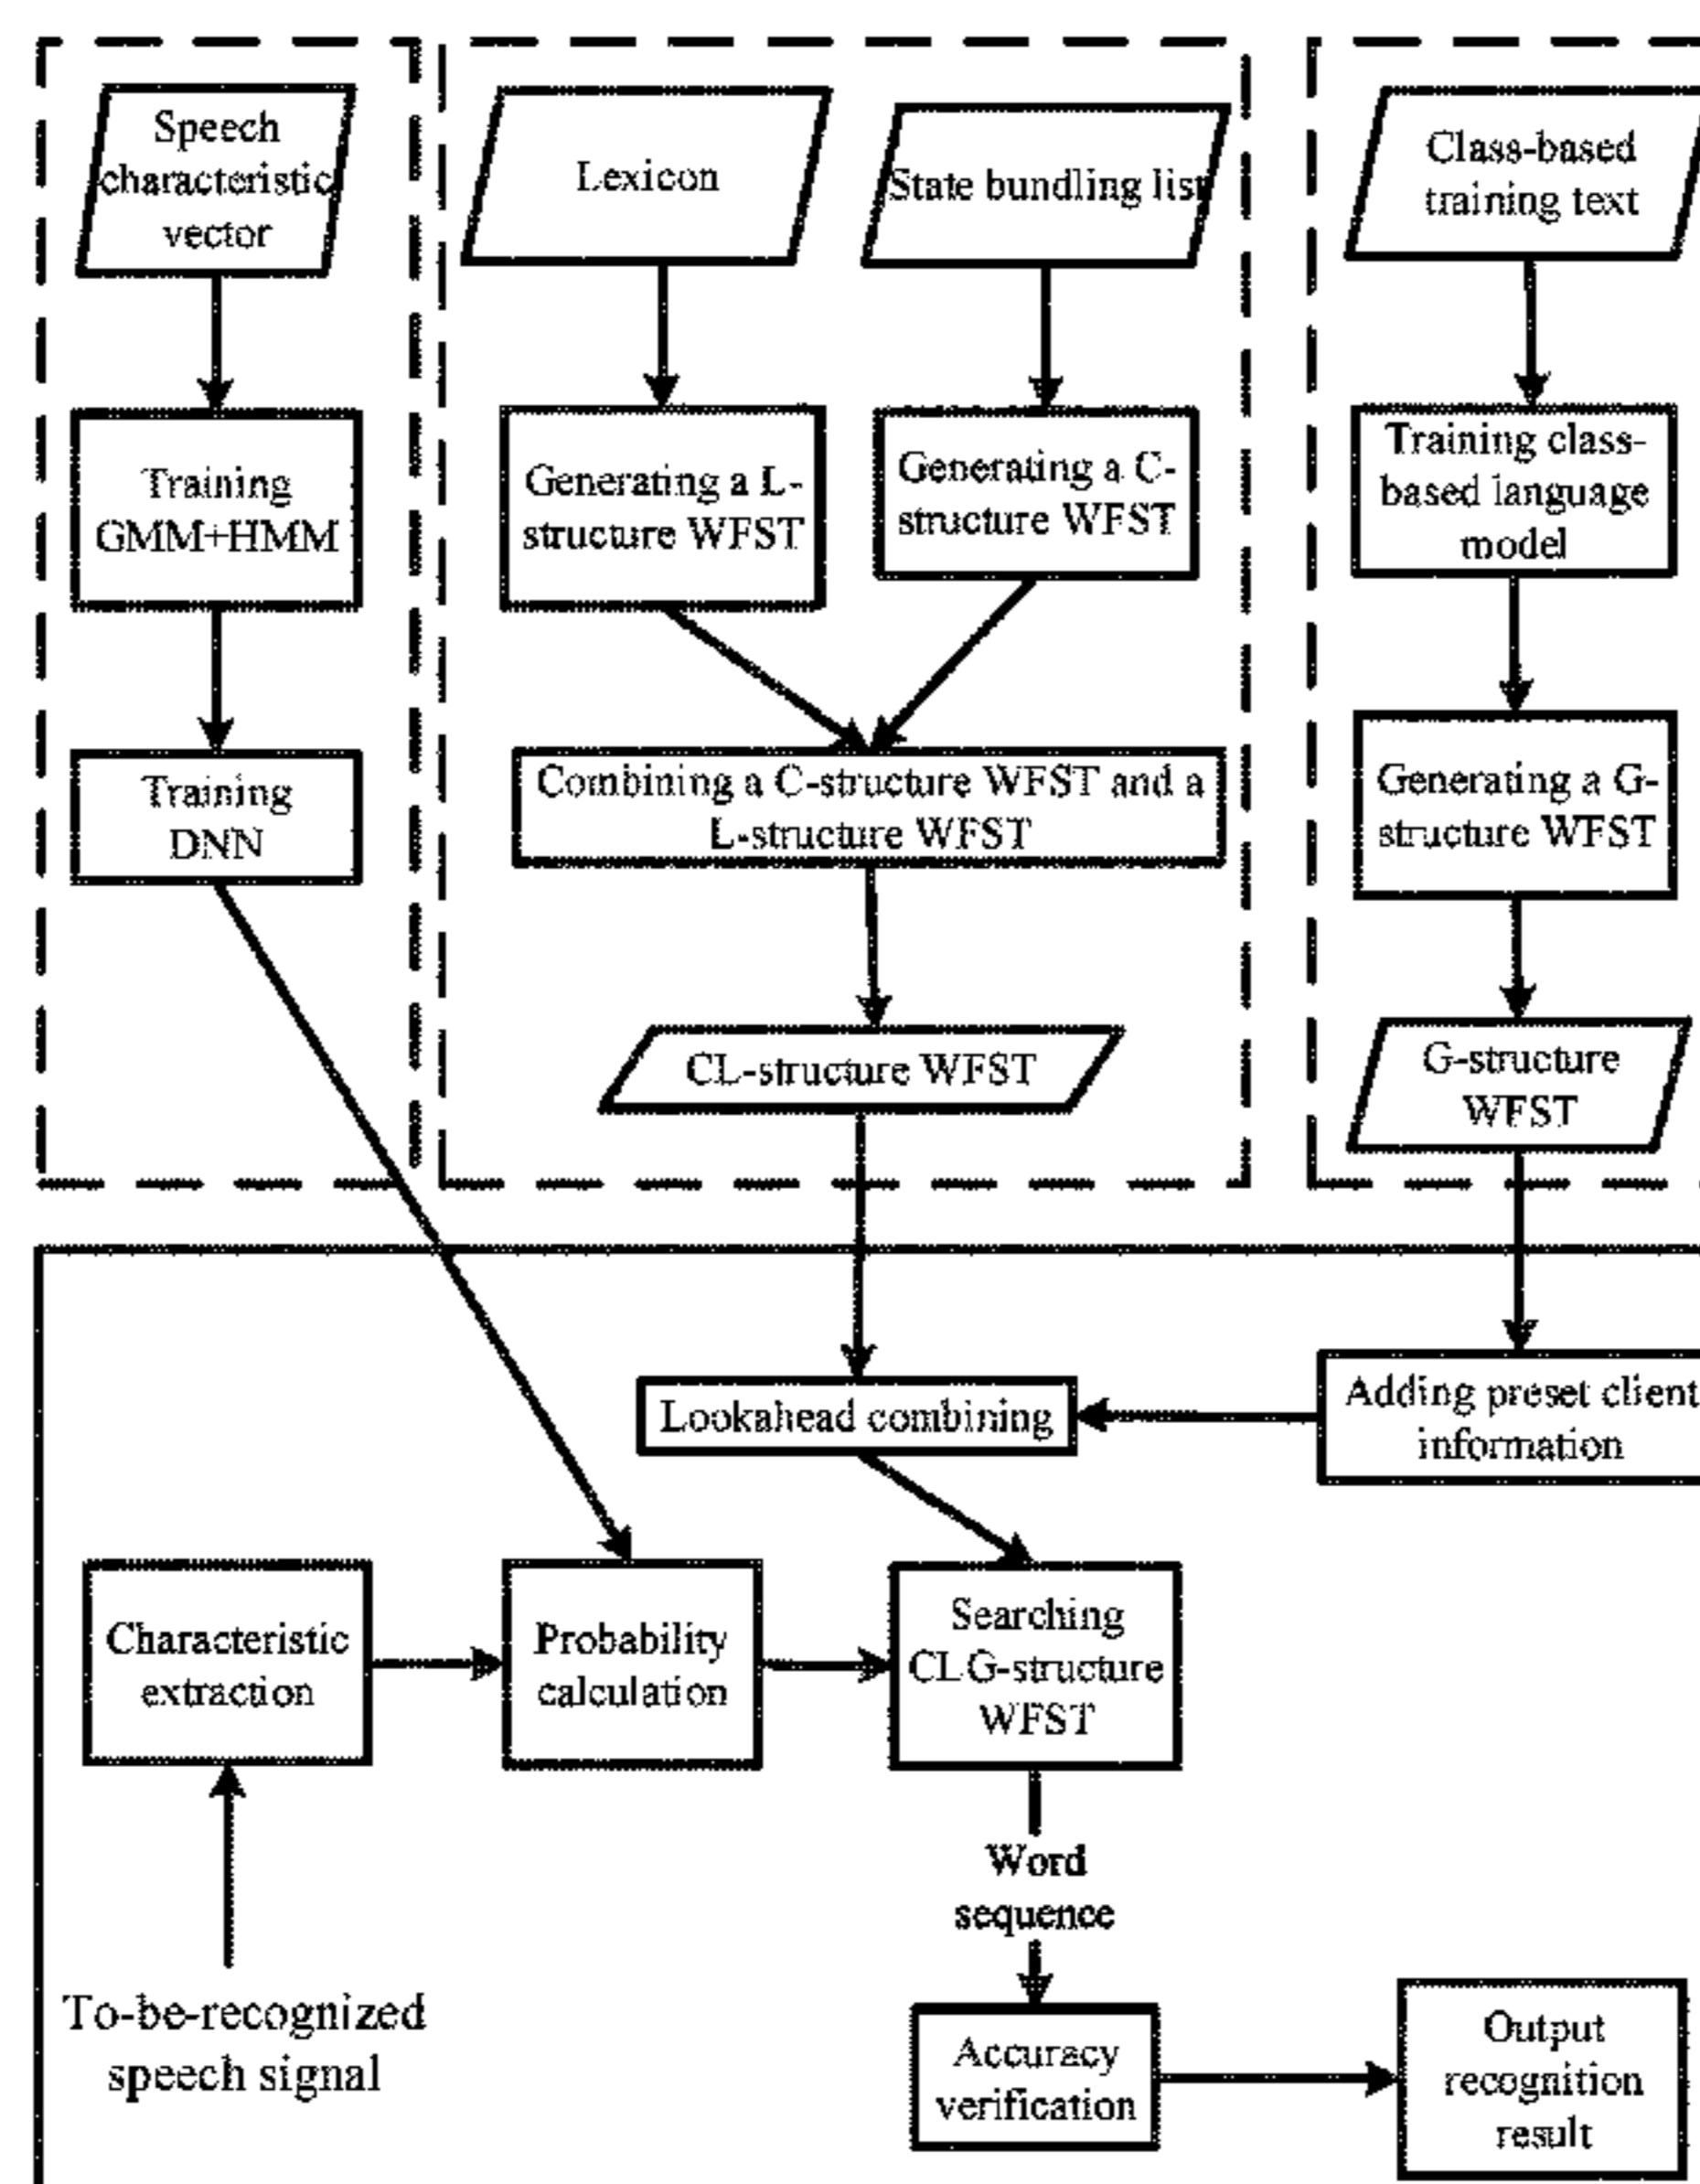 Speech
characteristic
vector
Lexicon
State bundling list
Class-based
training text
Training
GMM+HMM
Generating a L-
structure WFST
Generating a C-
structure WFST
Training class-
based language
model
Training
DNN
Combining a C-structure WFST and a
L-structure WFST
Generating a G-
structure WFST
CL-structure WFST
G-structure
WFST
Lookahead combining
Adding preset client
information
Characteristic
extraction
Probability
calculation
Searching
CLG-structure
WFST
Word
sequence
To-be-recognized
speech signal
Accuracy
verification
Output
recognition
result